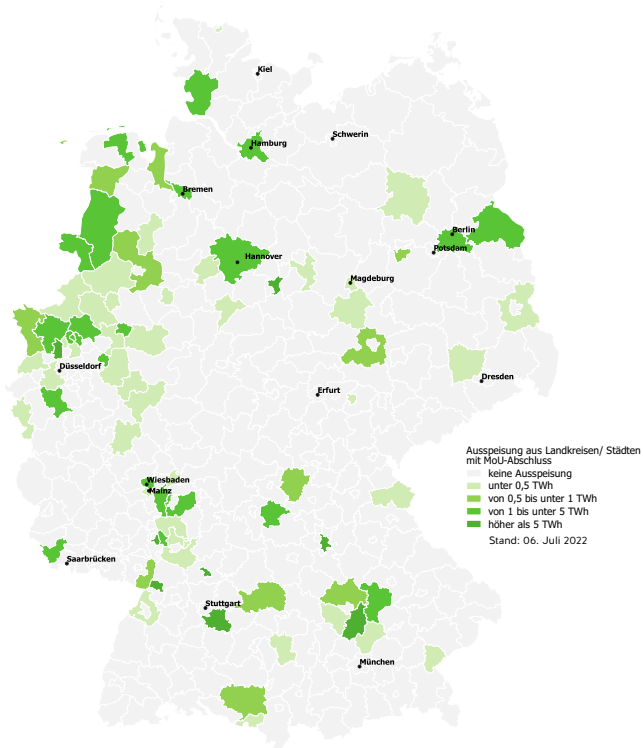 Kiel
Schwerin
Hamburg
Bremen
Berlin
Potsdam
Hannover
Magdeburg
Düsseldorf
Dresden
Erfurt
Wiesbaden
Mainz
Saarbrücken
Stuttgart
München
Ausspeisung aus Landkreisen/ Städten
mit MoU-Abschluss
keine Ausspeisung
unter 0,5 TWh
von 0,5 bis unter 1 TWh
von 1 bis unter 5 TWh
höher als 5 TWh
Stand: 06. Juli 2022